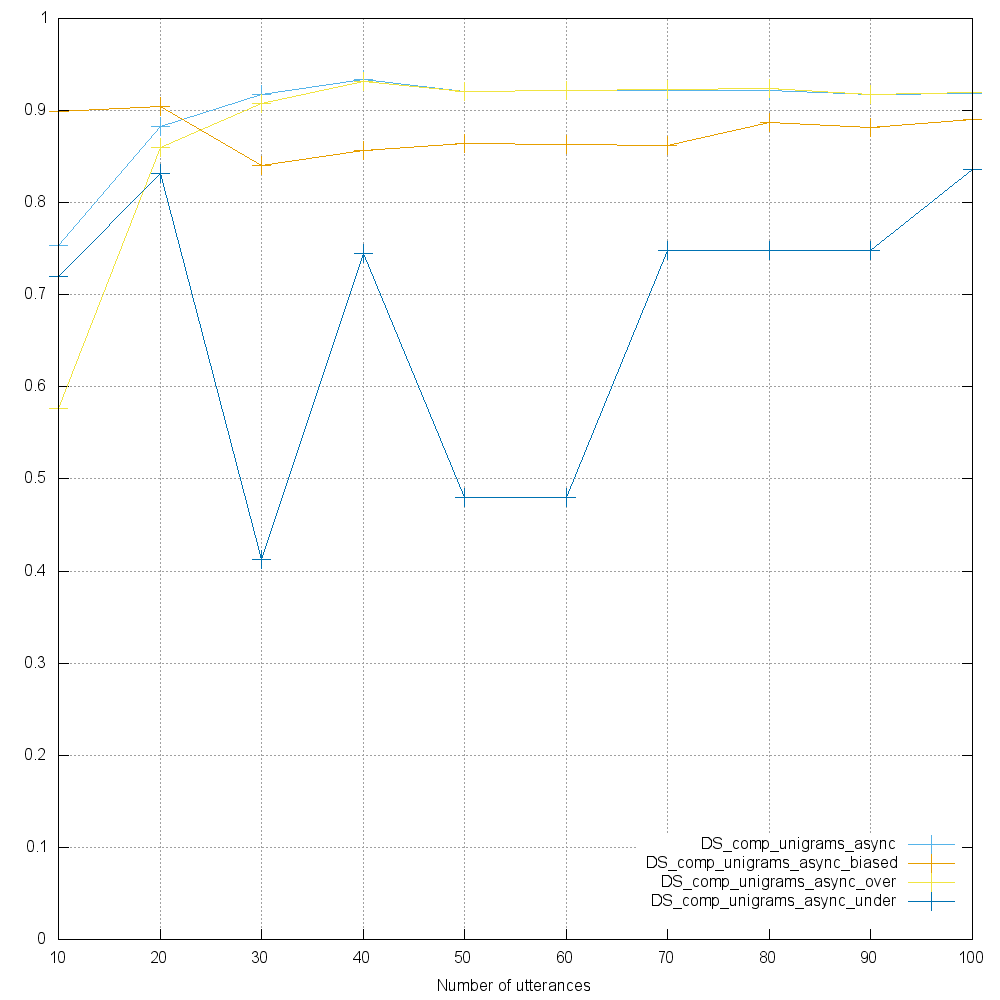 1
0.9
0.8
0.7
0.6
0.5
0.4
0.3
0.2
0.1
0
DS_comp_unigrams_async
DS_comp_unigrams_async_biased
DS_comp_unigrams_async_over
DS_comp_unigrams_async_under
10 20 30 40 50 60 70 80 90 100
Number of utterances